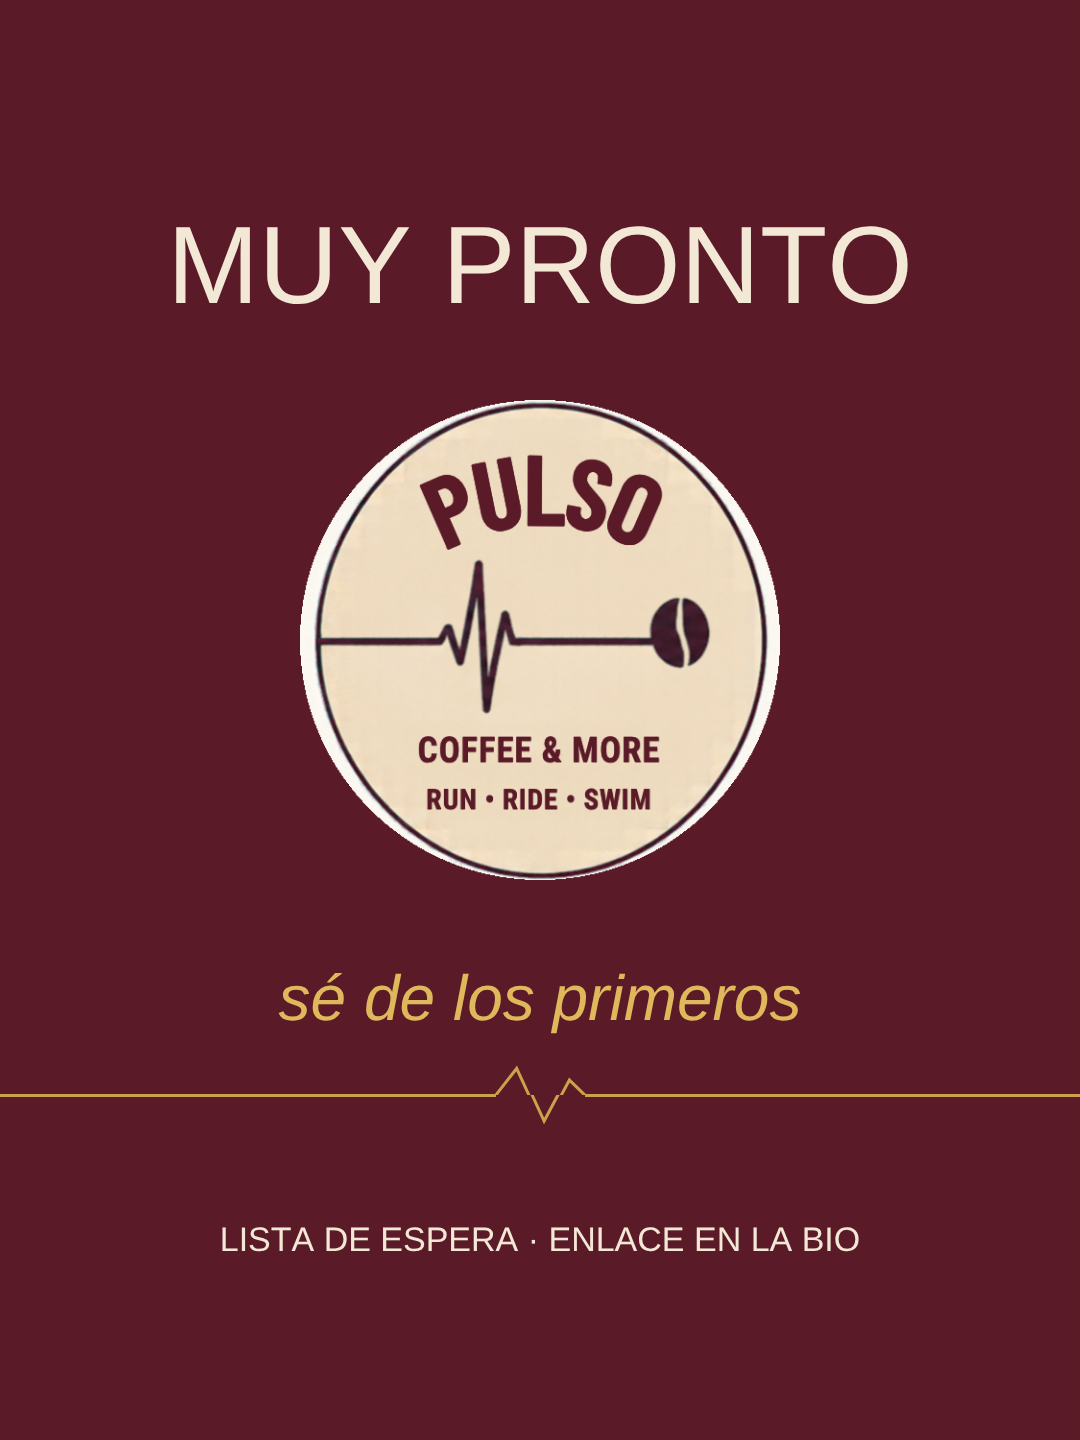 MUY PRONTO
PULSO
COFFEE & MORE
RUN • RIDE • SWIM
sé de los primeros
LISTA DE ESPERA · ENLACE EN LA BIO